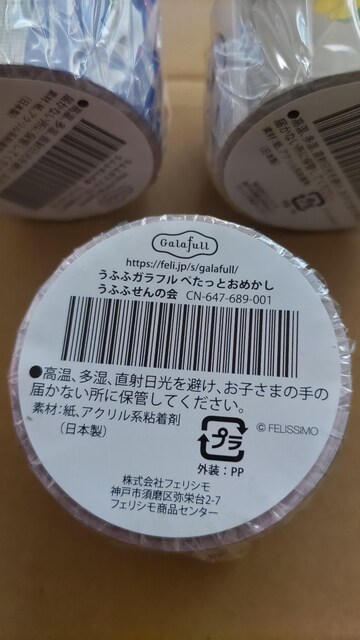 Galafull
https://feli.jp/s/galafull/
うふふガラフル ぺたっとおめかし
うふふせんの会 CN-647-689-001
●高温、多湿、直射日光を避け、お子さまの手の
届かない所に保管してください。
素材：紙、アクリル系粘着剤
（日本製）
プラ
外装：PP
© FELISSIMO
株式会社フェリシモ
神戸市須磨区弥栄台2-7
フェリシモ商品センター